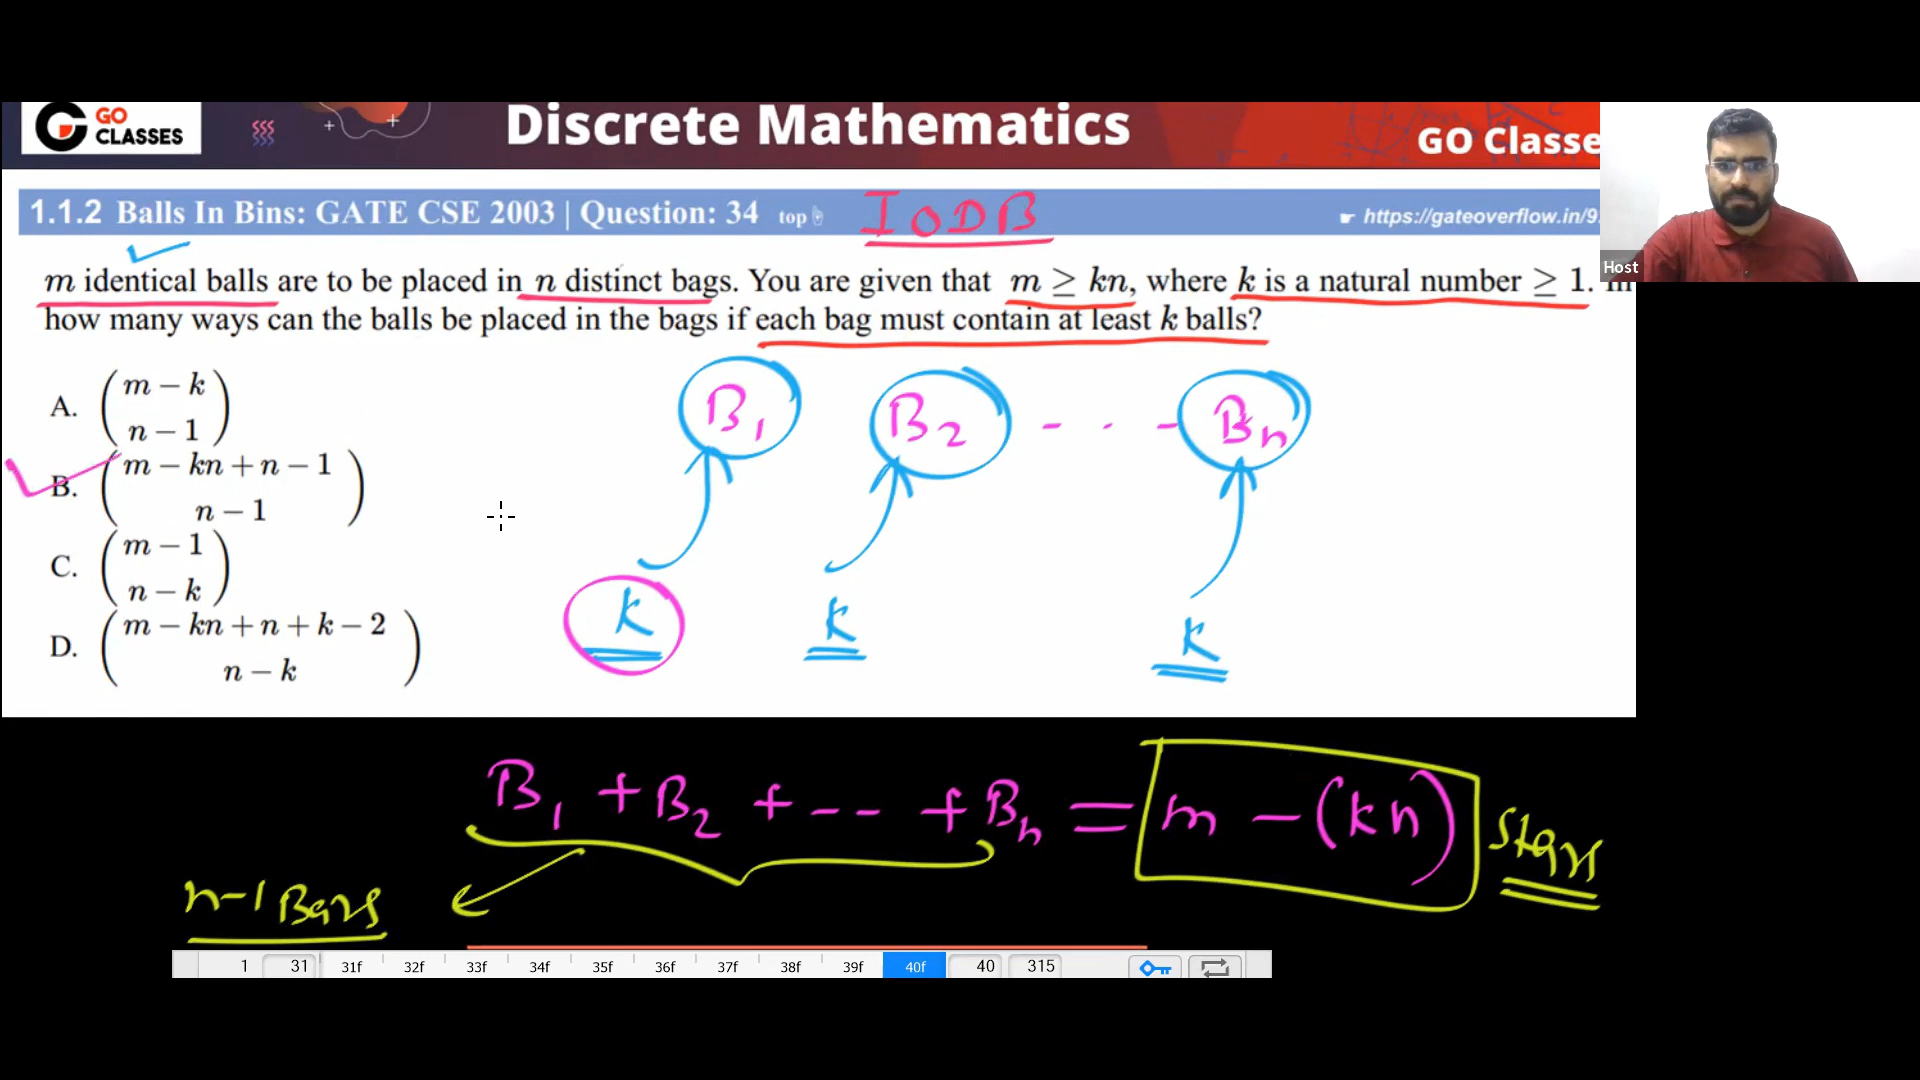 GO
CLASSES
Discrete Mathematics
GO Classe
1.1.2 Balls In Bins: GATE CSE 2003 | Question: 34 top
IODB
https://gateoverflow.in/9
Host
m identical balls are to be placed in n distinct bags. You are given that m ≥ kn, where k is a natural number ≥ 1. In
how many ways can the balls be placed in the bags if each bag must contain at least k balls?
A. (m − k
n − 1)
B. (m − kn + n − 1
n − 1)
C. (m − 1
n − k)
D. (m − kn + n + k − 2
n − k)
B1 B2 - - - Bn
k k k
B1 + B2 + - - + Bn = m − (kn) stars
n-1 Bars
1 31 31f 32f 33f 34f 35f 36f 37f 38f 39f 40f 40 315